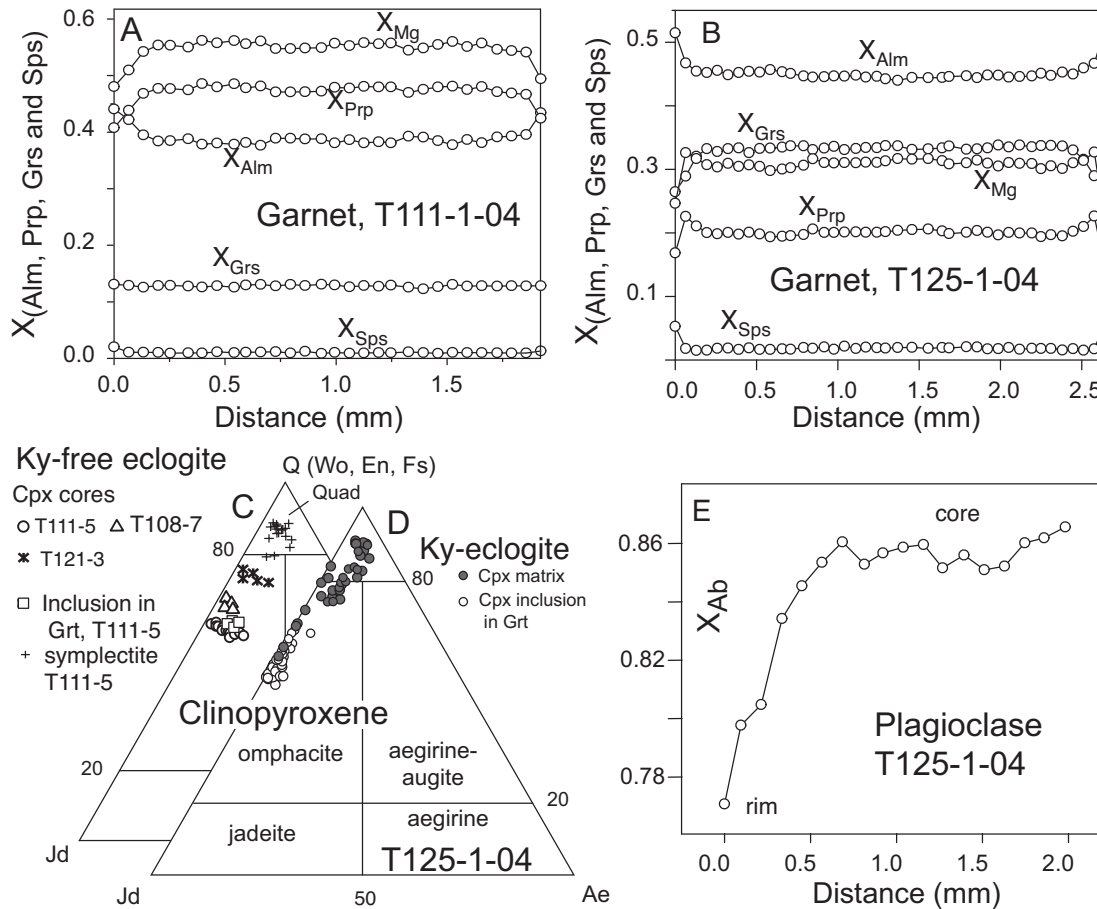 A
X(Alm, Prp, Grs and Sps)
0.6
0.4
0.2
0.0
XMg
XPrp
XAlm
Garnet, T111-1-04
XGrs
XSps
0.0 0.5 1.0 1.5
Distance (mm)
B
X(Alm, Prp, Grs and Sps)
0.5
0.3
0.1
XAlm
XGrs
XMg
XPrp
Garnet, T125-1-04
XSps
0.0 0.5 1.0 1.5 2.0 2.5
Distance (mm)
Ky-free eclogite
Cpx cores
T111-5 T108-7
T121-3
Inclusion in
Grt, T111-5
symplectite
T111-5
C
Q (Wo, En, Fs)
Quad
80
20
Jd
D
Ky-eclogite
Cpx matrix
Cpx inclusion
in Grt
80
Clinopyroxene
omphacite
aegirine-
augite
20
jadeite
aegirine
T125-1-04
Jd
50
Ae
E
core
XAb
0.86
0.82
0.78
Plagioclase
T125-1-04
rim
0.0 0.5 1.0 1.5 2.0
Distance (mm)